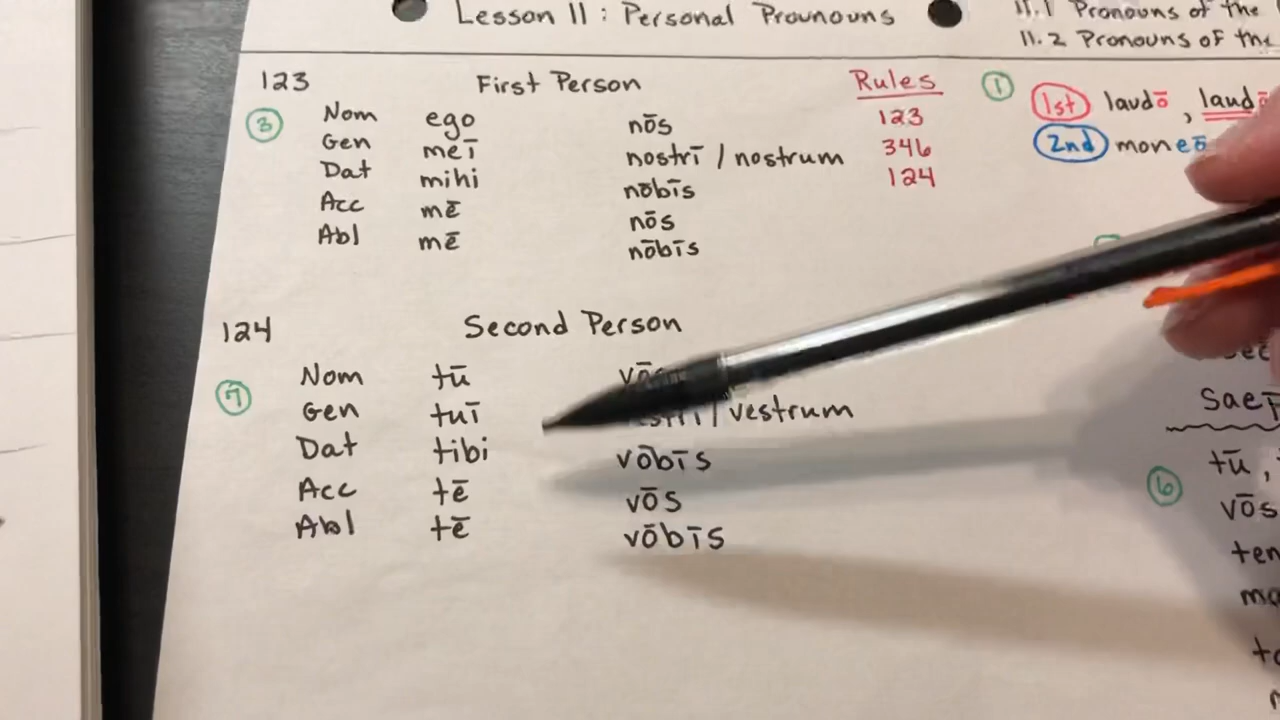 Lesson 11: Personal Prounouns
11.1 Pronouns of the
11.2 Pronouns of the
123 First Person
3
Nom ego nōs
Gen meī nostrī / nostrum
Dat mihi nōbīs
Acc mē nōs
Abl mē nōbīs
Rules
123
346
124
1
1st laudō, laud
2nd moneō
124 Second Person
7
Nom tū
Gen tuī / vestrum
Dat tibi vōbīs
Acc tē vōs
Abl tē vōbīs
6
tū,
vōs